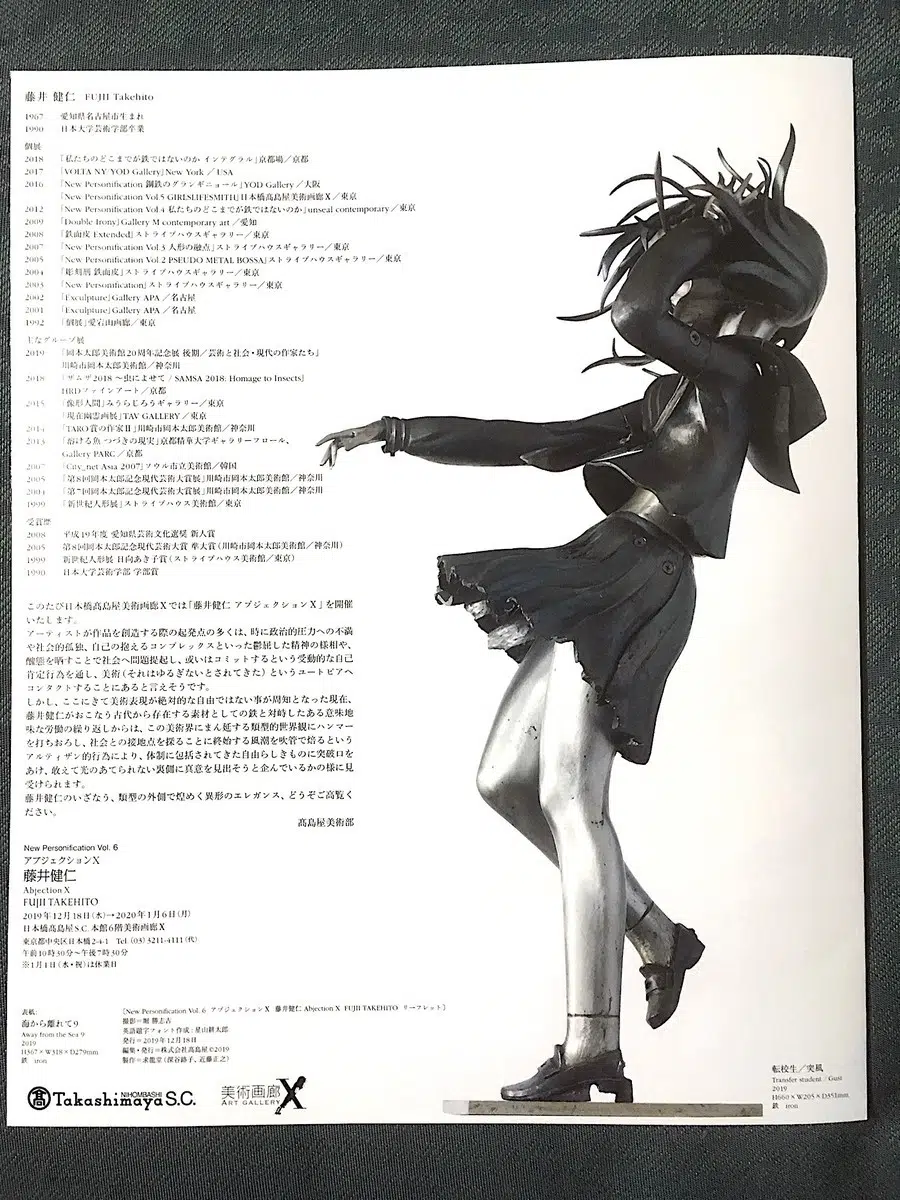 藤井 健仁　FUJII Takehito
1967　愛知県名古屋市生まれ
1990　日本大学芸術学部卒業
個展
2018　「私たちのどこまでが鉄ではないのか インテグラル」京都場／京都
2017　「VOLTA NY YOD Gallery」New York ／ USA
2016　「New Personification 鋼鉄のグランギニョール」YOD Gallery／大阪
「New Personification Vol.5 GIRLSLIFESMITH」日本橋髙島屋美術画廊X／東京
2012　「New Personification Vol.4 私たちのどこまでが鉄ではないのか」unseal contemporary／東京
2009　「Double Irony」Gallery M contemporary art ／愛知
2008　「鉄面皮 Extended」ストライプハウスギャラリー／東京
2007　「New Personification Vol.3 人形の融点」ストライプハウスギャラリー／東京
2005　「New Personification Vol.2 PSEUDO METAL BOSSA」ストライプハウスギャラリー／東京
2004　「彫刻刑 鉄面皮」ストライプハウスギャラリー／東京
2003　「New Personification」ストライプハウスギャラリー／東京
2002　「Exculpture」Gallery APA ／名古屋
2001　「Exculpture」Gallery APA ／名古屋
1992　「個展」愛宕山画廊／東京
主なグループ展
2019　「岡本太郎美術館20周年記念展 後期／芸術と社会・現代の作家たち」
川崎市岡本太郎美術館／神奈川
2018　「ザムザ2018 〜虫によせて / SAMSA 2018: Homage to Insects」
HRDファインアート／京都
2015　「像形人間」みうらじろうギャラリー／東京
「現在幽霊画展」TAV GALLERY ／東京
2014　「TARO賞の作家Ⅱ」川崎市岡本太郎美術館／神奈川
2013　「溶ける魚 つづきの現実」京都精華大学ギャラリーフロール、
Gallery PARC ／京都
2007　「City_net Asia 2007」ソウル市立美術館／韓国
2005　「第8回岡本太郎記念現代芸術大賞展」川崎市岡本太郎美術館／神奈川
2004　「第7回岡本太郎記念現代芸術大賞展」川崎市岡本太郎美術館／神奈川
1999　「新世紀人形展」ストライプハウス美術館／東京
受賞歴
2008　平成19年度 愛知県芸術文化選奨 新人賞
2005　第8回岡本太郎記念現代芸術大賞 準大賞（川崎市岡本太郎美術館／神奈川）
1999　新世紀人形展 日向あき子賞（ストライプハウス美術館／東京）
1990　日本大学芸術学部 学部賞
このたび日本橋髙島屋美術画廊Xでは「藤井健仁 アブジェクションX」を開催
いたします。
アーティストが作品を創造する際の起発点の多くは、時に政治的圧力への不満
や社会的孤独、自己の抱えるコンプレックスといった鬱屈した精神の様相や、
醜態を晒すことで社会へ問題提起し、或いはコミットするという受動的な自己
肯定行為を通し、美術（それはゆるぎないとされてきた）というユートピアへ
コンタクトすることにあると言えそうです。
しかし、ここにきて美術表現が絶対的な自由ではない事が周知となった現在、
藤井健仁がおこなう古代から存在する素材としての鉄と対峙したある意味地
味な労働の繰り返しからは、この美術界にまん延する類型的世界観にハンマー
を打ちおろし、社会との接地点を探ることに終始する風潮を吹管で焙るという
アルティザン的行為により、体制に包括されてきた自由らしきものに突破口を
あけ、敢えて光のあてられない裏側に真意を見出そうと企んでいるかの様に見
受けられます。
藤井健仁のいざなう、類型の外側で煌めく異形のエレガンス、どうぞご高覧く
ださい。
髙島屋美術部
New Personification Vol. 6
アブジェクションX
藤井健仁
Abjection X
FUJII TAKEHITO
2019年12月18日（水）→2020年1月6日（月）
日本橋髙島屋S.C. 本館6階美術画廊X
東京都中央区日本橋2-4-1　Tel. (03) 3211-4111（代）
午前10時30分〜午後7時30分
※1月1日（水・祝）は休業日
表紙:
海から離れて9
Away from the Sea 9
2019
H367×W318×D279mm
鉄　iron
［New Personification Vol. 6 アブジェクションX 藤井健仁 Abjection X FUJII TAKEHITO リーフレット］
撮影＝堀 勝志古
英語題字フォント作成：星山耕太郎
発行＝2019年12月18日
編集・発行＝株式会社髙島屋©2019
製作＝求龍堂（深谷路子、近藤正之）
髙 NIHOMBASHI Takashimaya S.C.
美術画廊X
ART GALLERY
転校生／突風
Transfer student / Gust
2019
H660×W205×D351mm
鉄　iron